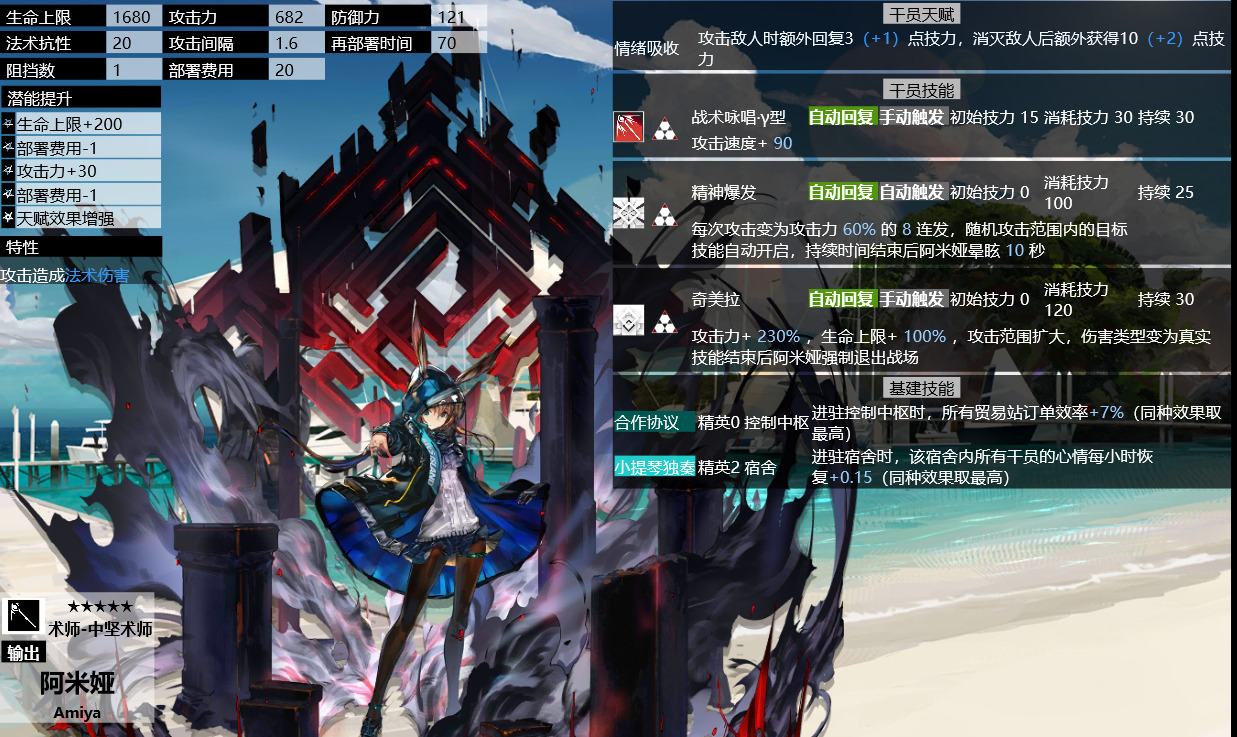 生命上限 1680 攻击力 682 防御力 121
法术抗性 20 攻击间隔 1.6 再部署时间 70
阻挡数 1 部署费用 20
潜能提升
生命上限+200
部署费用-1
攻击力+30
部署费用-1
天赋效果增强
特性
攻击造成法术伤害
★★★★★
术师-中坚术师
输出
阿米娅
Amiya
干员天赋
情绪吸收 攻击敌人时额外回复3（+1）点技力，消灭敌人后额外获得10（+2）点技
力
干员技能
战术咏唱·γ型 自动回复 手动触发 初始技力 15 消耗技力 30 持续 30
攻击速度+ 90
精神爆发 自动回复 自动触发 初始技力 0 消耗技力 100 持续 25
每次攻击变为攻击力 60% 的 8 连发，随机攻击范围内的目标
技能自动开启，持续时间结束后阿米娅晕眩 10 秒
奇美拉 自动回复 手动触发 初始技力 0 消耗技力 120 持续 30
攻击力+ 230% ，生命上限+ 100% ，攻击范围扩大，伤害类型变为真实
技能结束后阿米娅强制退出战场
基建技能
合作协议 精英0 控制中枢 进驻控制中枢时，所有贸易站订单效率+7%（同种效果取
最高）
小提琴独奏 精英2 宿舍 进驻宿舍时，该宿舍内所有干员的心情每小时恢
复+0.15（同种效果取最高）